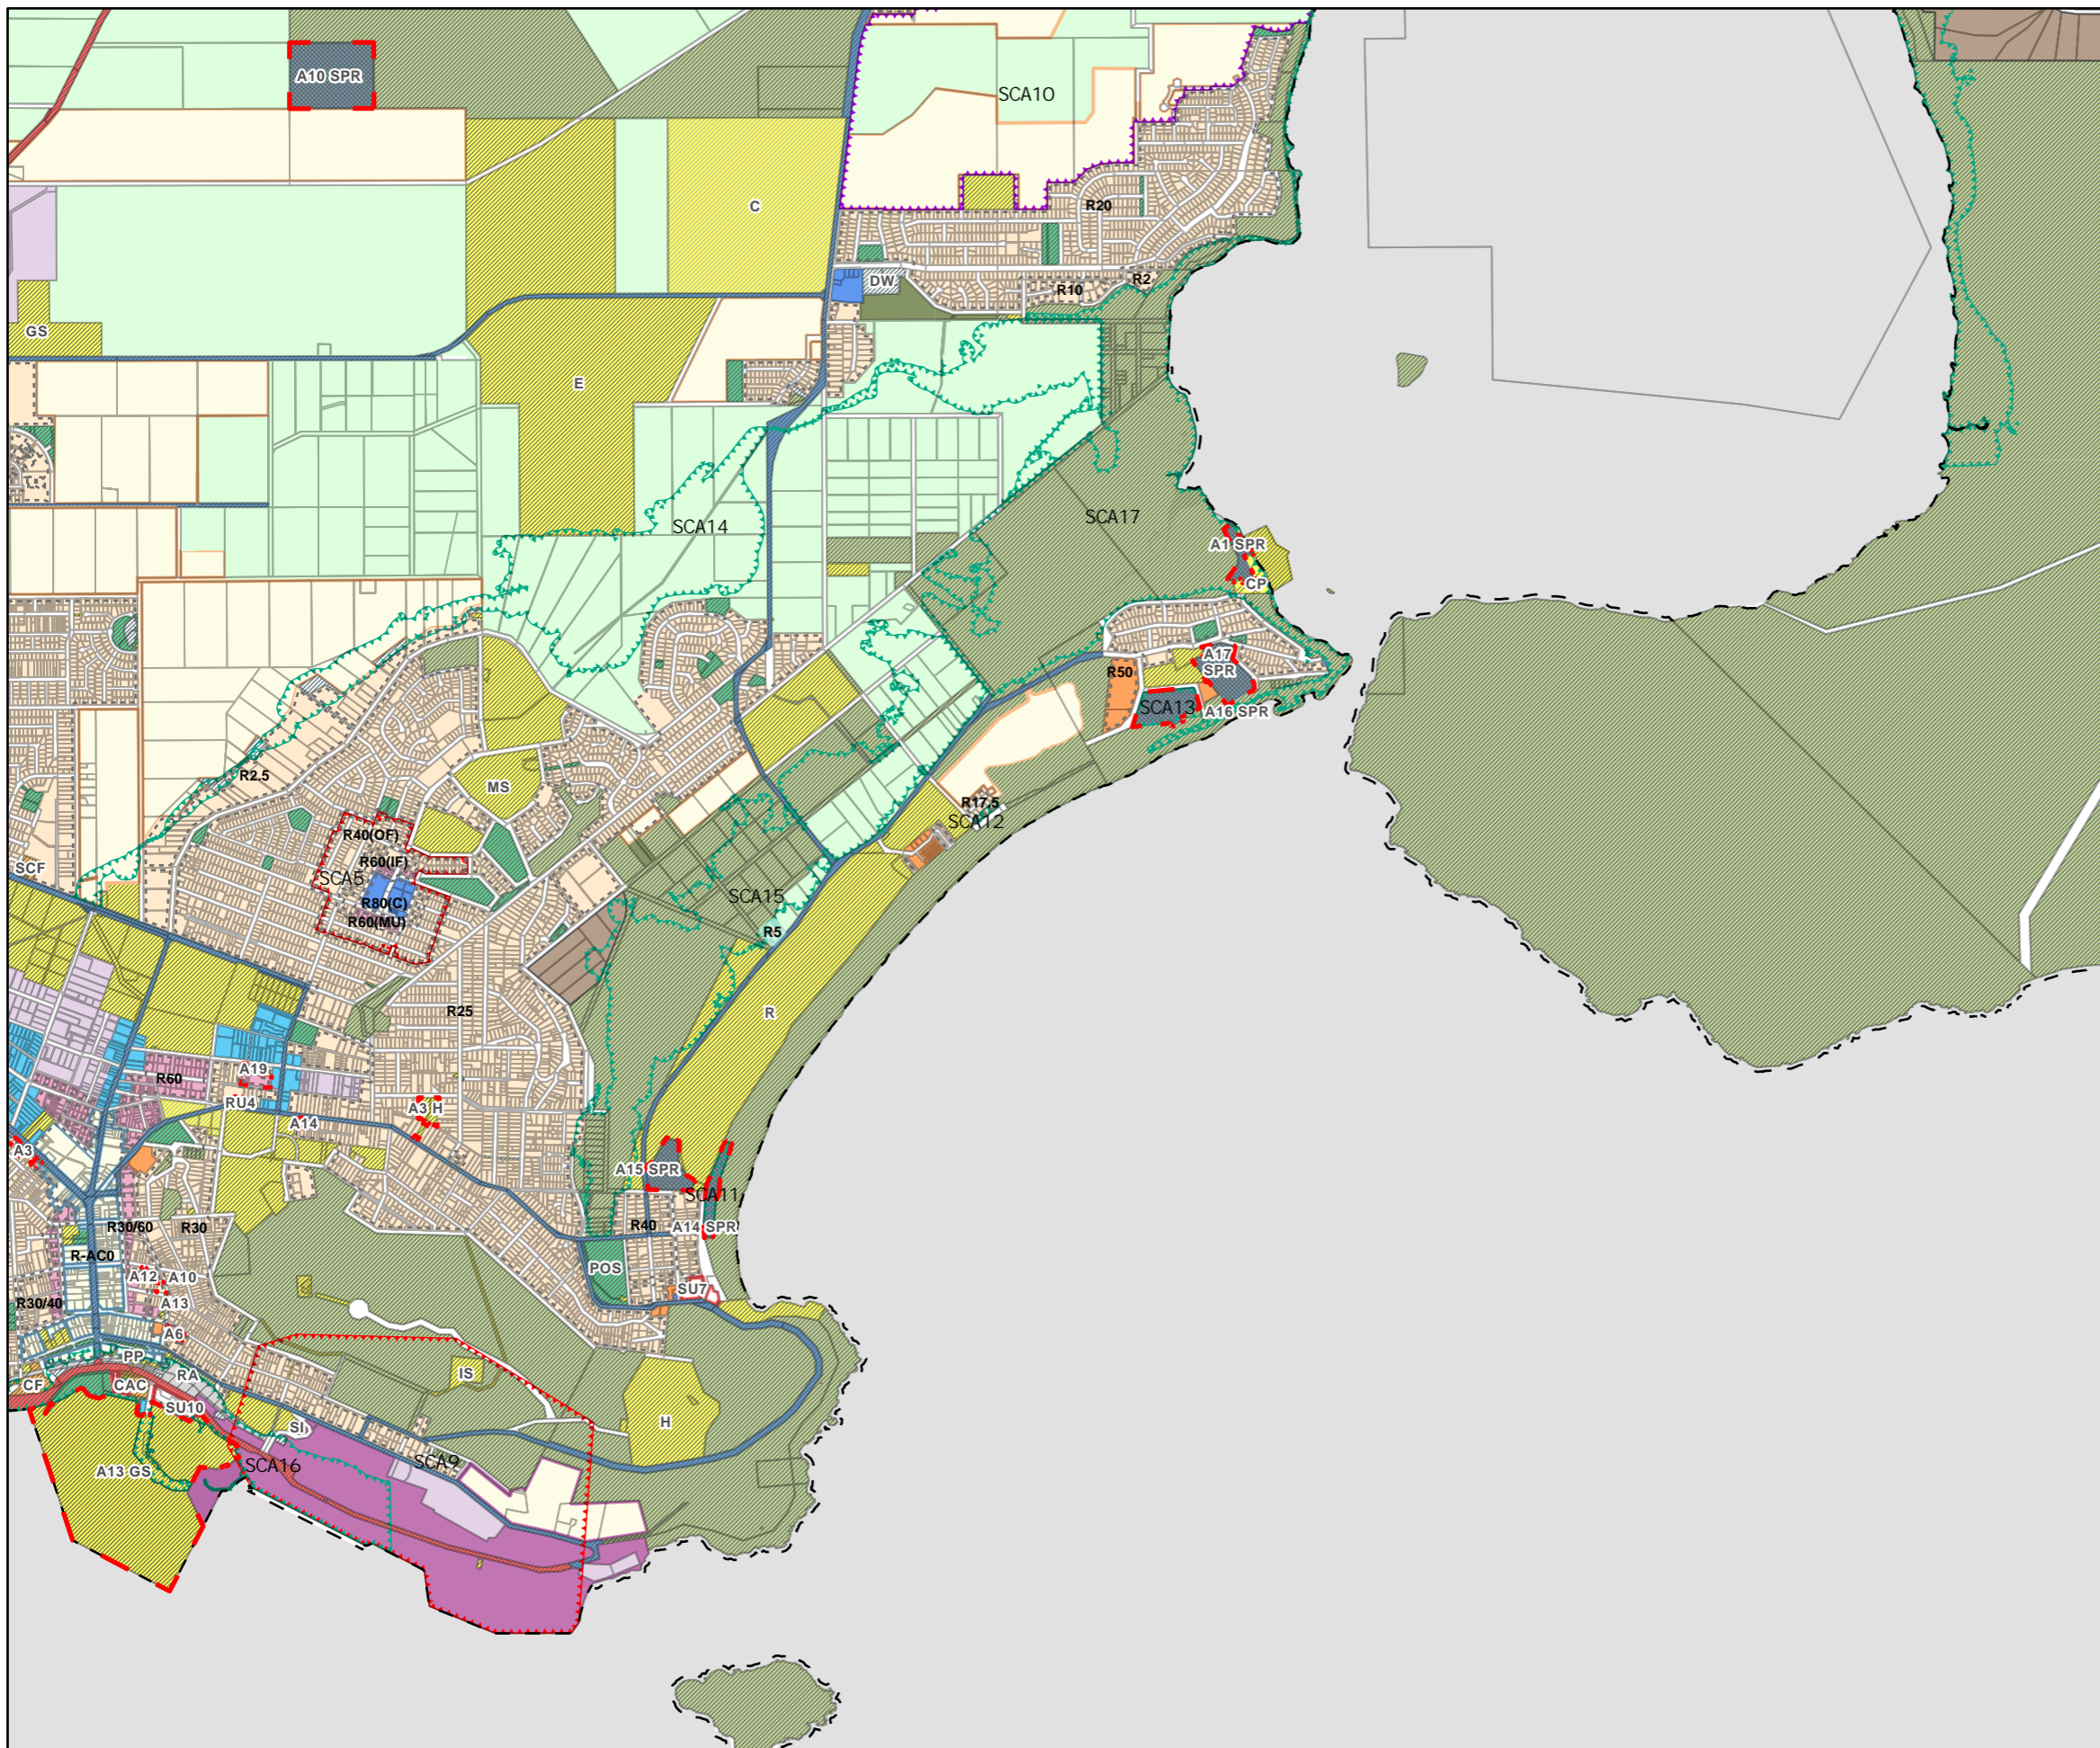 A10 SPR
SCA10
C
R20
DW
R2
R10
GS
E
SCA14
SCA17
A1 SPR
CP
A17
SPR
R50
SCA13
A16 SPR
R2.5
MS
R17.5
SCA12
R40(OF)
R60(IF)
SCA5
SCF
R80(C)
R60(MU)
SCA15
R5
R25
R
A19
R60
RU4
A3 H
A14
A3
A15 SPR
SCA11
R30/60
R30
R40
A14 SPR
R-AC0
POS
A12
A10
SU7
R30/40
A13
A6
PP
IS
RA
CF
CAC
SU10
H
SI
SCA9
SCA16
A13 GS